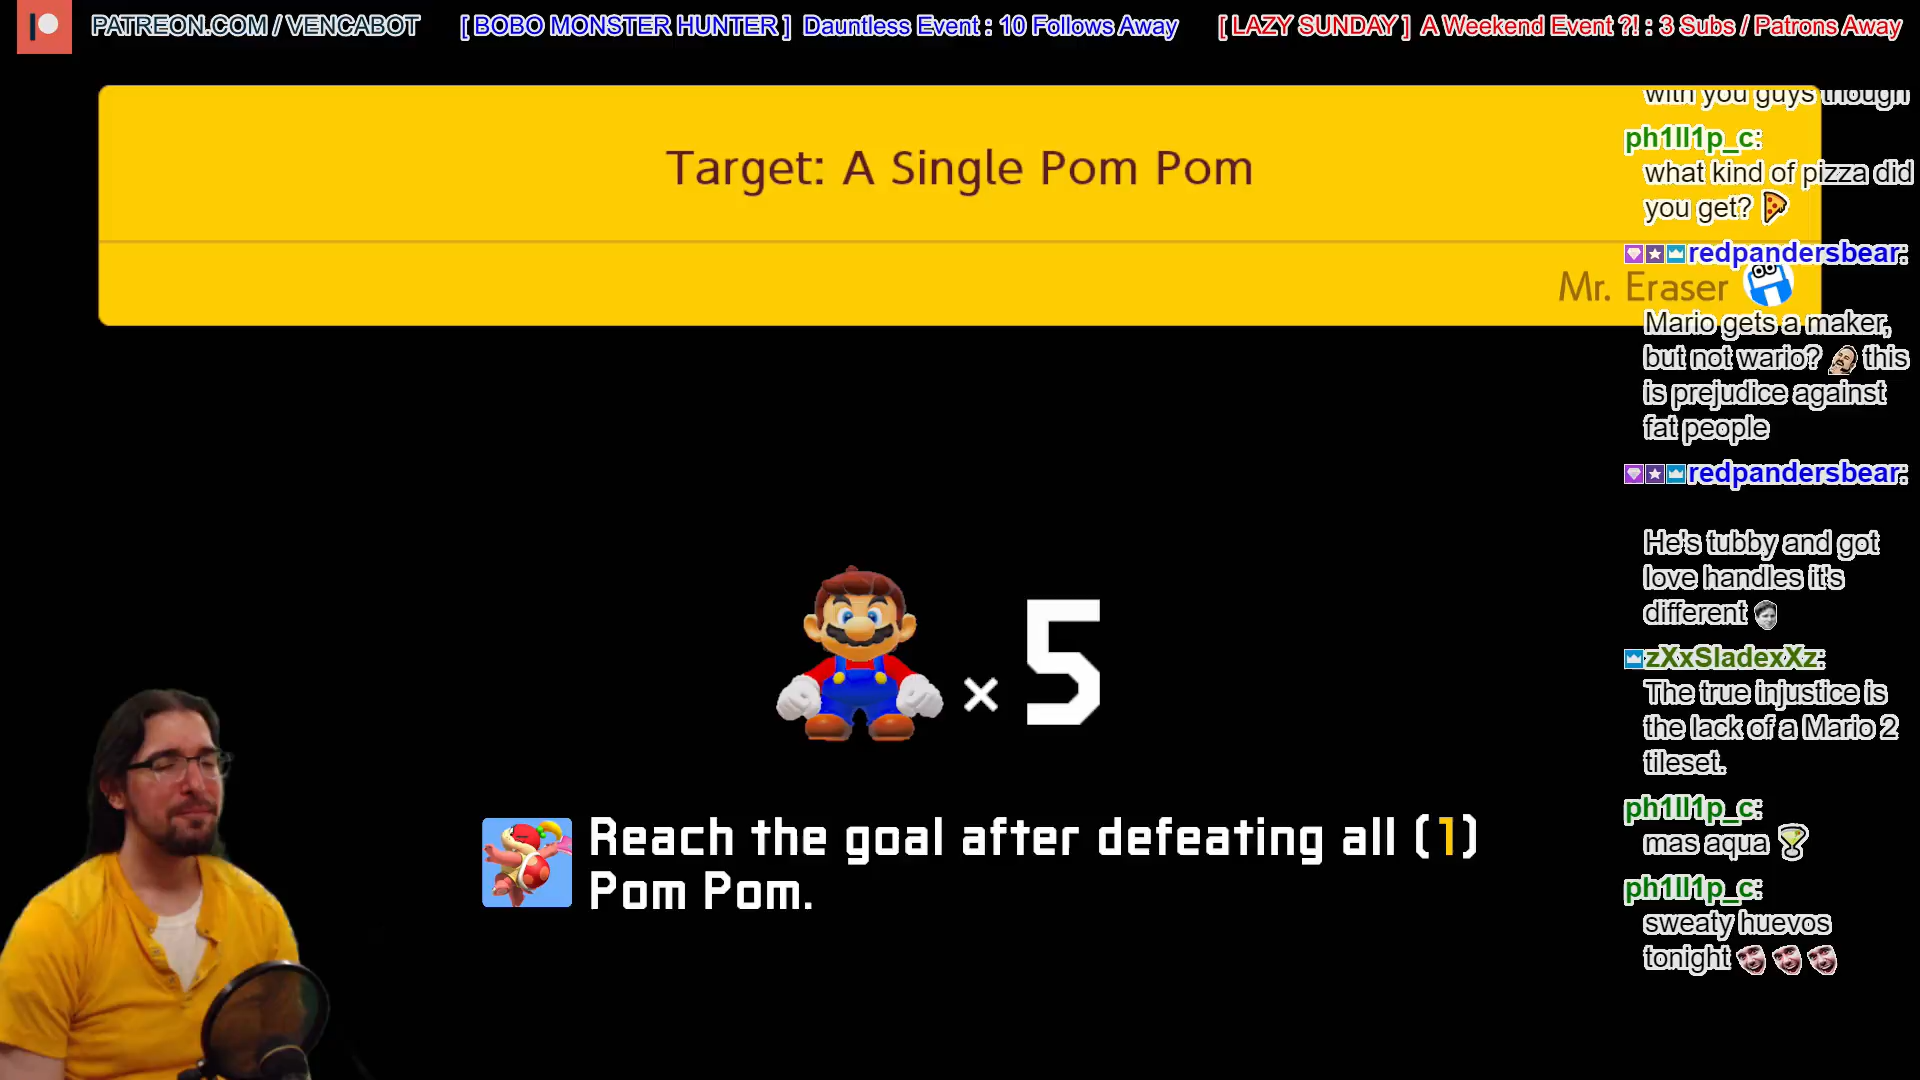 PATREON.COM / VENCABOT
[ BOBO MONSTER HUNTER ] Dauntless Event : 10 Follows Away
[ LAZY SUNDAY ] A Weekend Event ?! : 3 Subs / Patrons Away
Target: A Single Pom Pom
Mr. Eraser
× 5
Reach the goal after defeating all (1)
Pom Pom.
with you guys though
ph1ll1p_c:
what kind of pizza did
you get?
redpandersbear:
Mario gets a maker,
but not wario? this
is prejudice against
fat people
redpandersbear:
He's tubby and got
love handles it's
different
zXxSladexXz:
The true injustice is
the lack of a Mario 2
tileset.
ph1ll1p_c:
mas aqua
ph1ll1p_c:
sweaty huevos
tonight